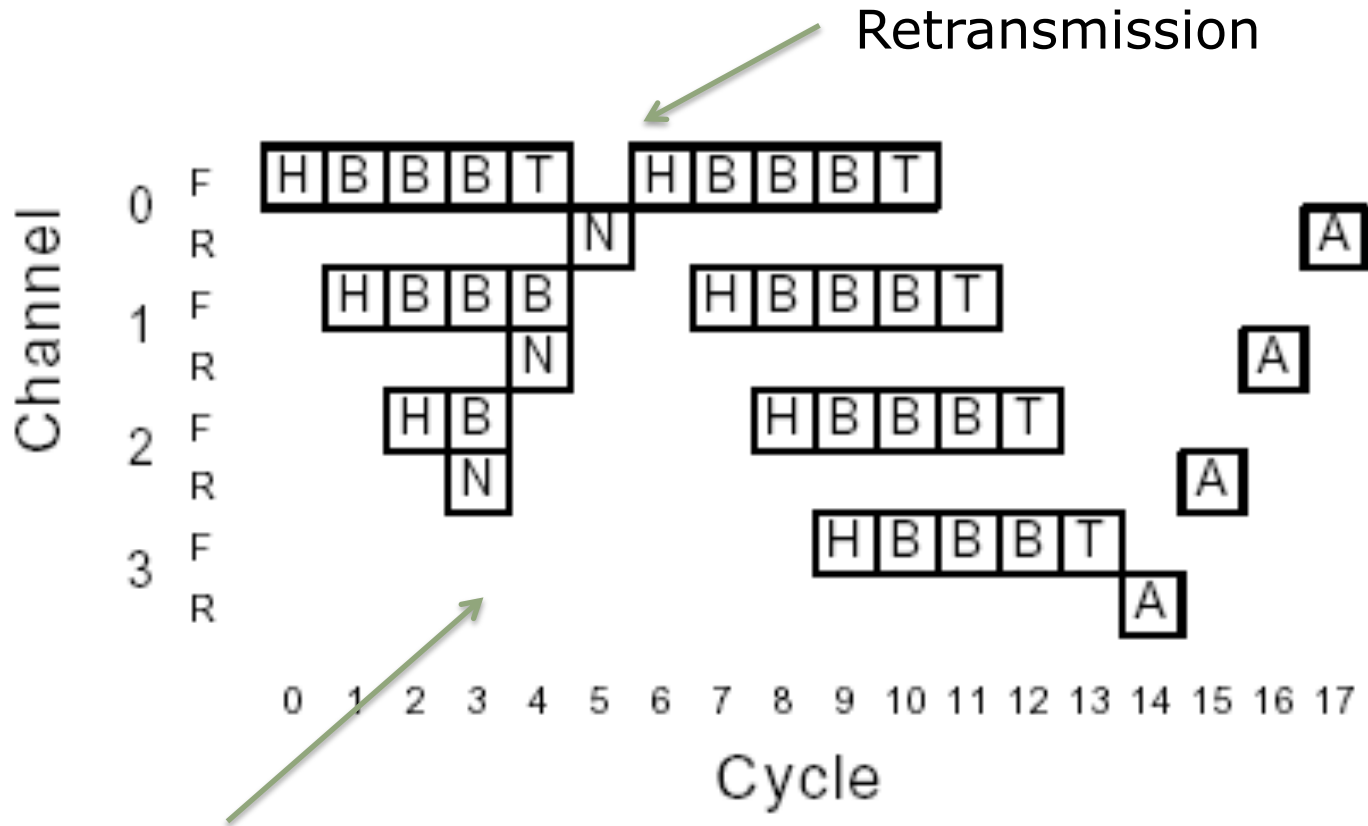 Retransmission
Channel
0
F H B B B T H B B B T
R N A
1
F H B B B H B B B T
R N A
2
F H B H B B B T
R N A
3
F H B B B T
R A
0 1 2 3 4 5 6 7 8 9 10 11 12 13 14 15 16 17
Cycle